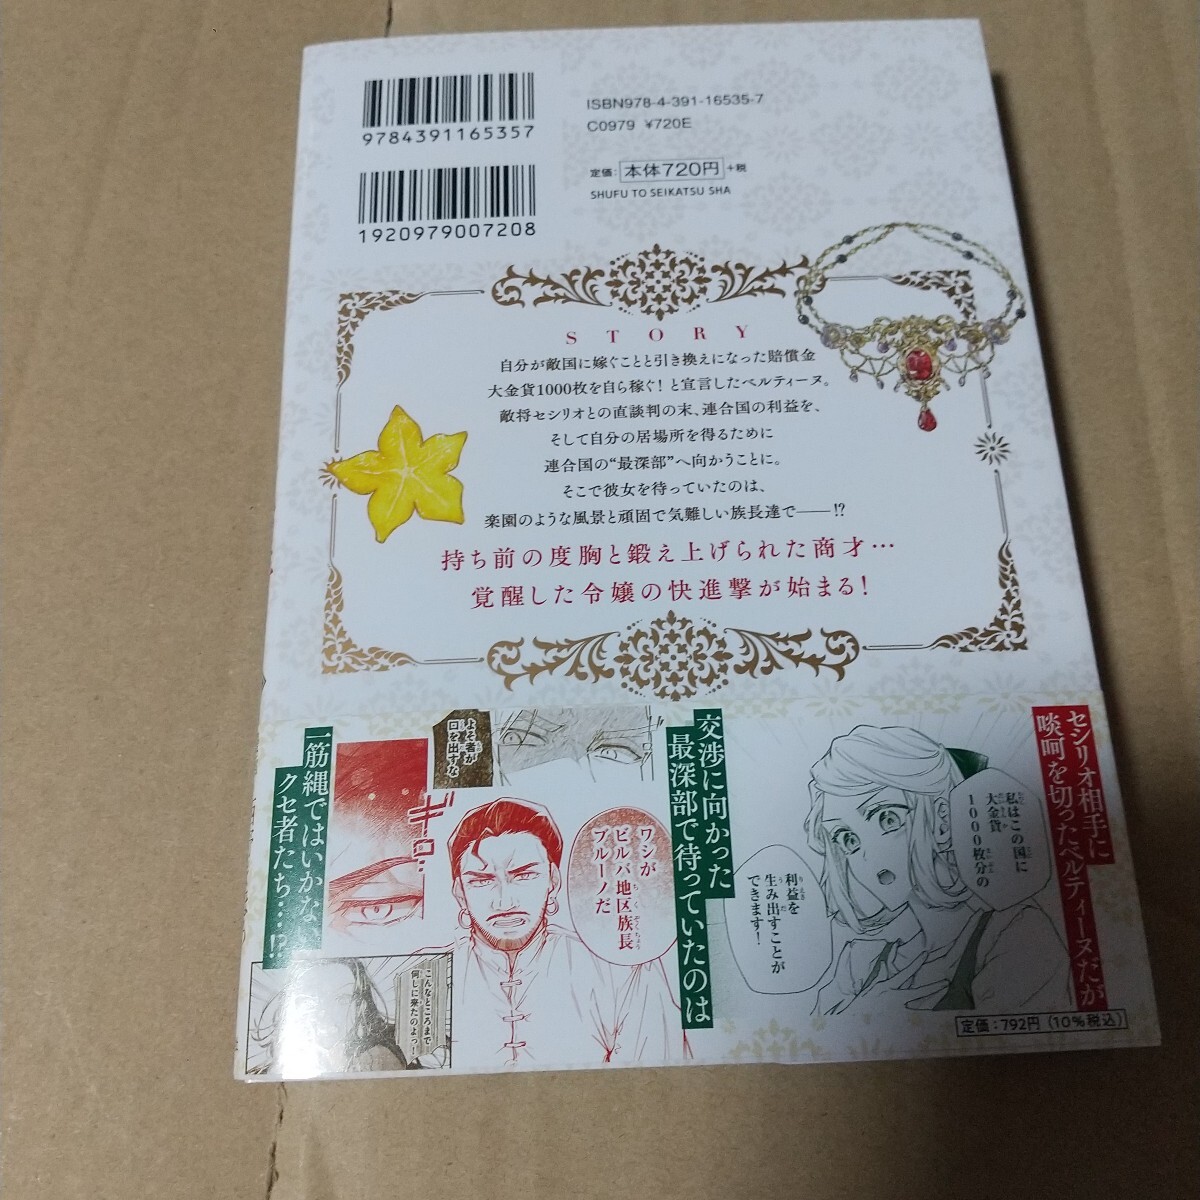 9784391165357
1920979007208
ISBN978-4-391-16535-7
C0979 ¥720E
定価：本体720円+税
SHUFU TO SEIKATSU SHA
STORY
自分が敵国に嫁ぐことと引き換えになった賠償金
大金貨1000枚を自ら稼ぐ！と宣言したベルティーヌ。
敵将セシリオとの直談判の末、連合国の利益を、
そして自分の居場所を得るために
連合国の“最深部”へ向かうことに。
そこで彼女を待っていたのは、
楽園のような風景と頑固で気難しい族長達で――!?
持ち前の度胸と鍛え上げられた商才…
覚醒した令嬢の快進撃が始まる！
セシリオ相手に
啖呵を切ったベルティーヌだが
私はこの国に
大金貨
1000枚分の
利益を
生み出すことが
できます！
交渉に向かった
最深部で待っていたのは
よそ者が
口を出すな
ワシが
ビルバ地区族長
ブルーノだ
ギロ・
一筋縄ではいかな
クセ者たち…!?
こんなところまで
何しに来たのよっ！
定価：792円（10%税込）